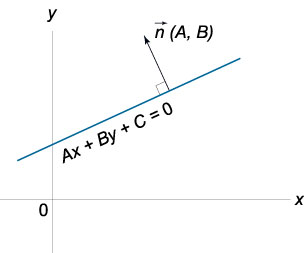 y
n⃗ (A, B)
Ax + By + C = 0
x
0